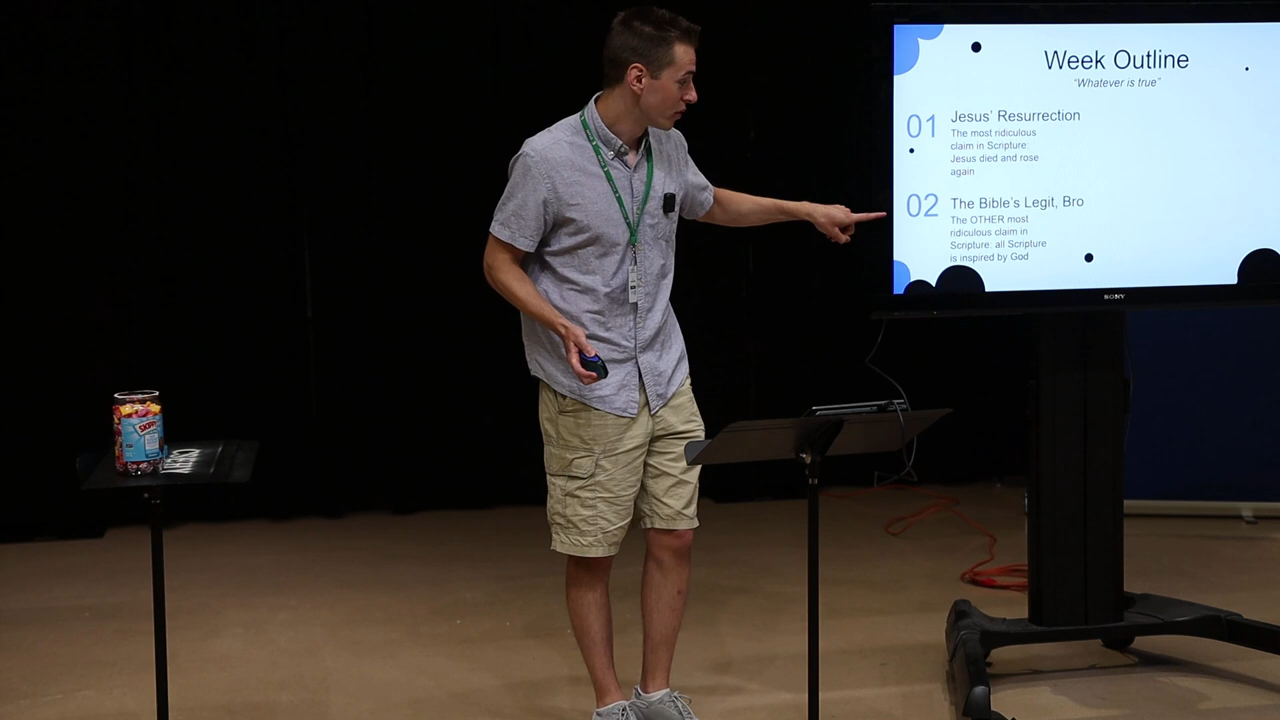 Week Outline
“Whatever is true”
01
Jesus’ Resurrection
The most ridiculous
claim in Scripture:
Jesus died and rose
again
02
The Bible’s Legit, Bro
The OTHER most
ridiculous claim in
Scripture: all Scripture
is inspired by God
SONY